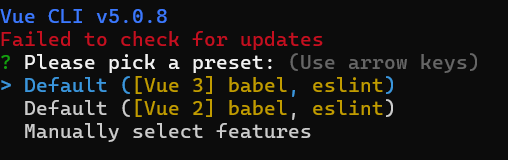 Vue CLI v5.0.8
Failed to check for updates
? Please pick a preset: (Use arrow keys)
> Default ([Vue 3] babel, eslint)
Default ([Vue 2] babel, eslint)
Manually select features